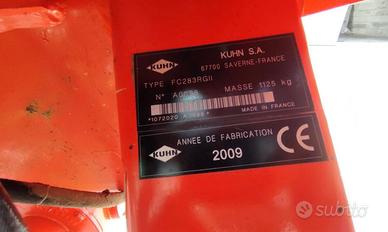 KUHN S.A.
67700 SAVERNE-FRANCE
KUHN
TYPE FC283RGII
N° MASSE 1125 kg
MADE IN FRANCE
KUHN
ANNEE DE FABRICATION
2009
CE
subito